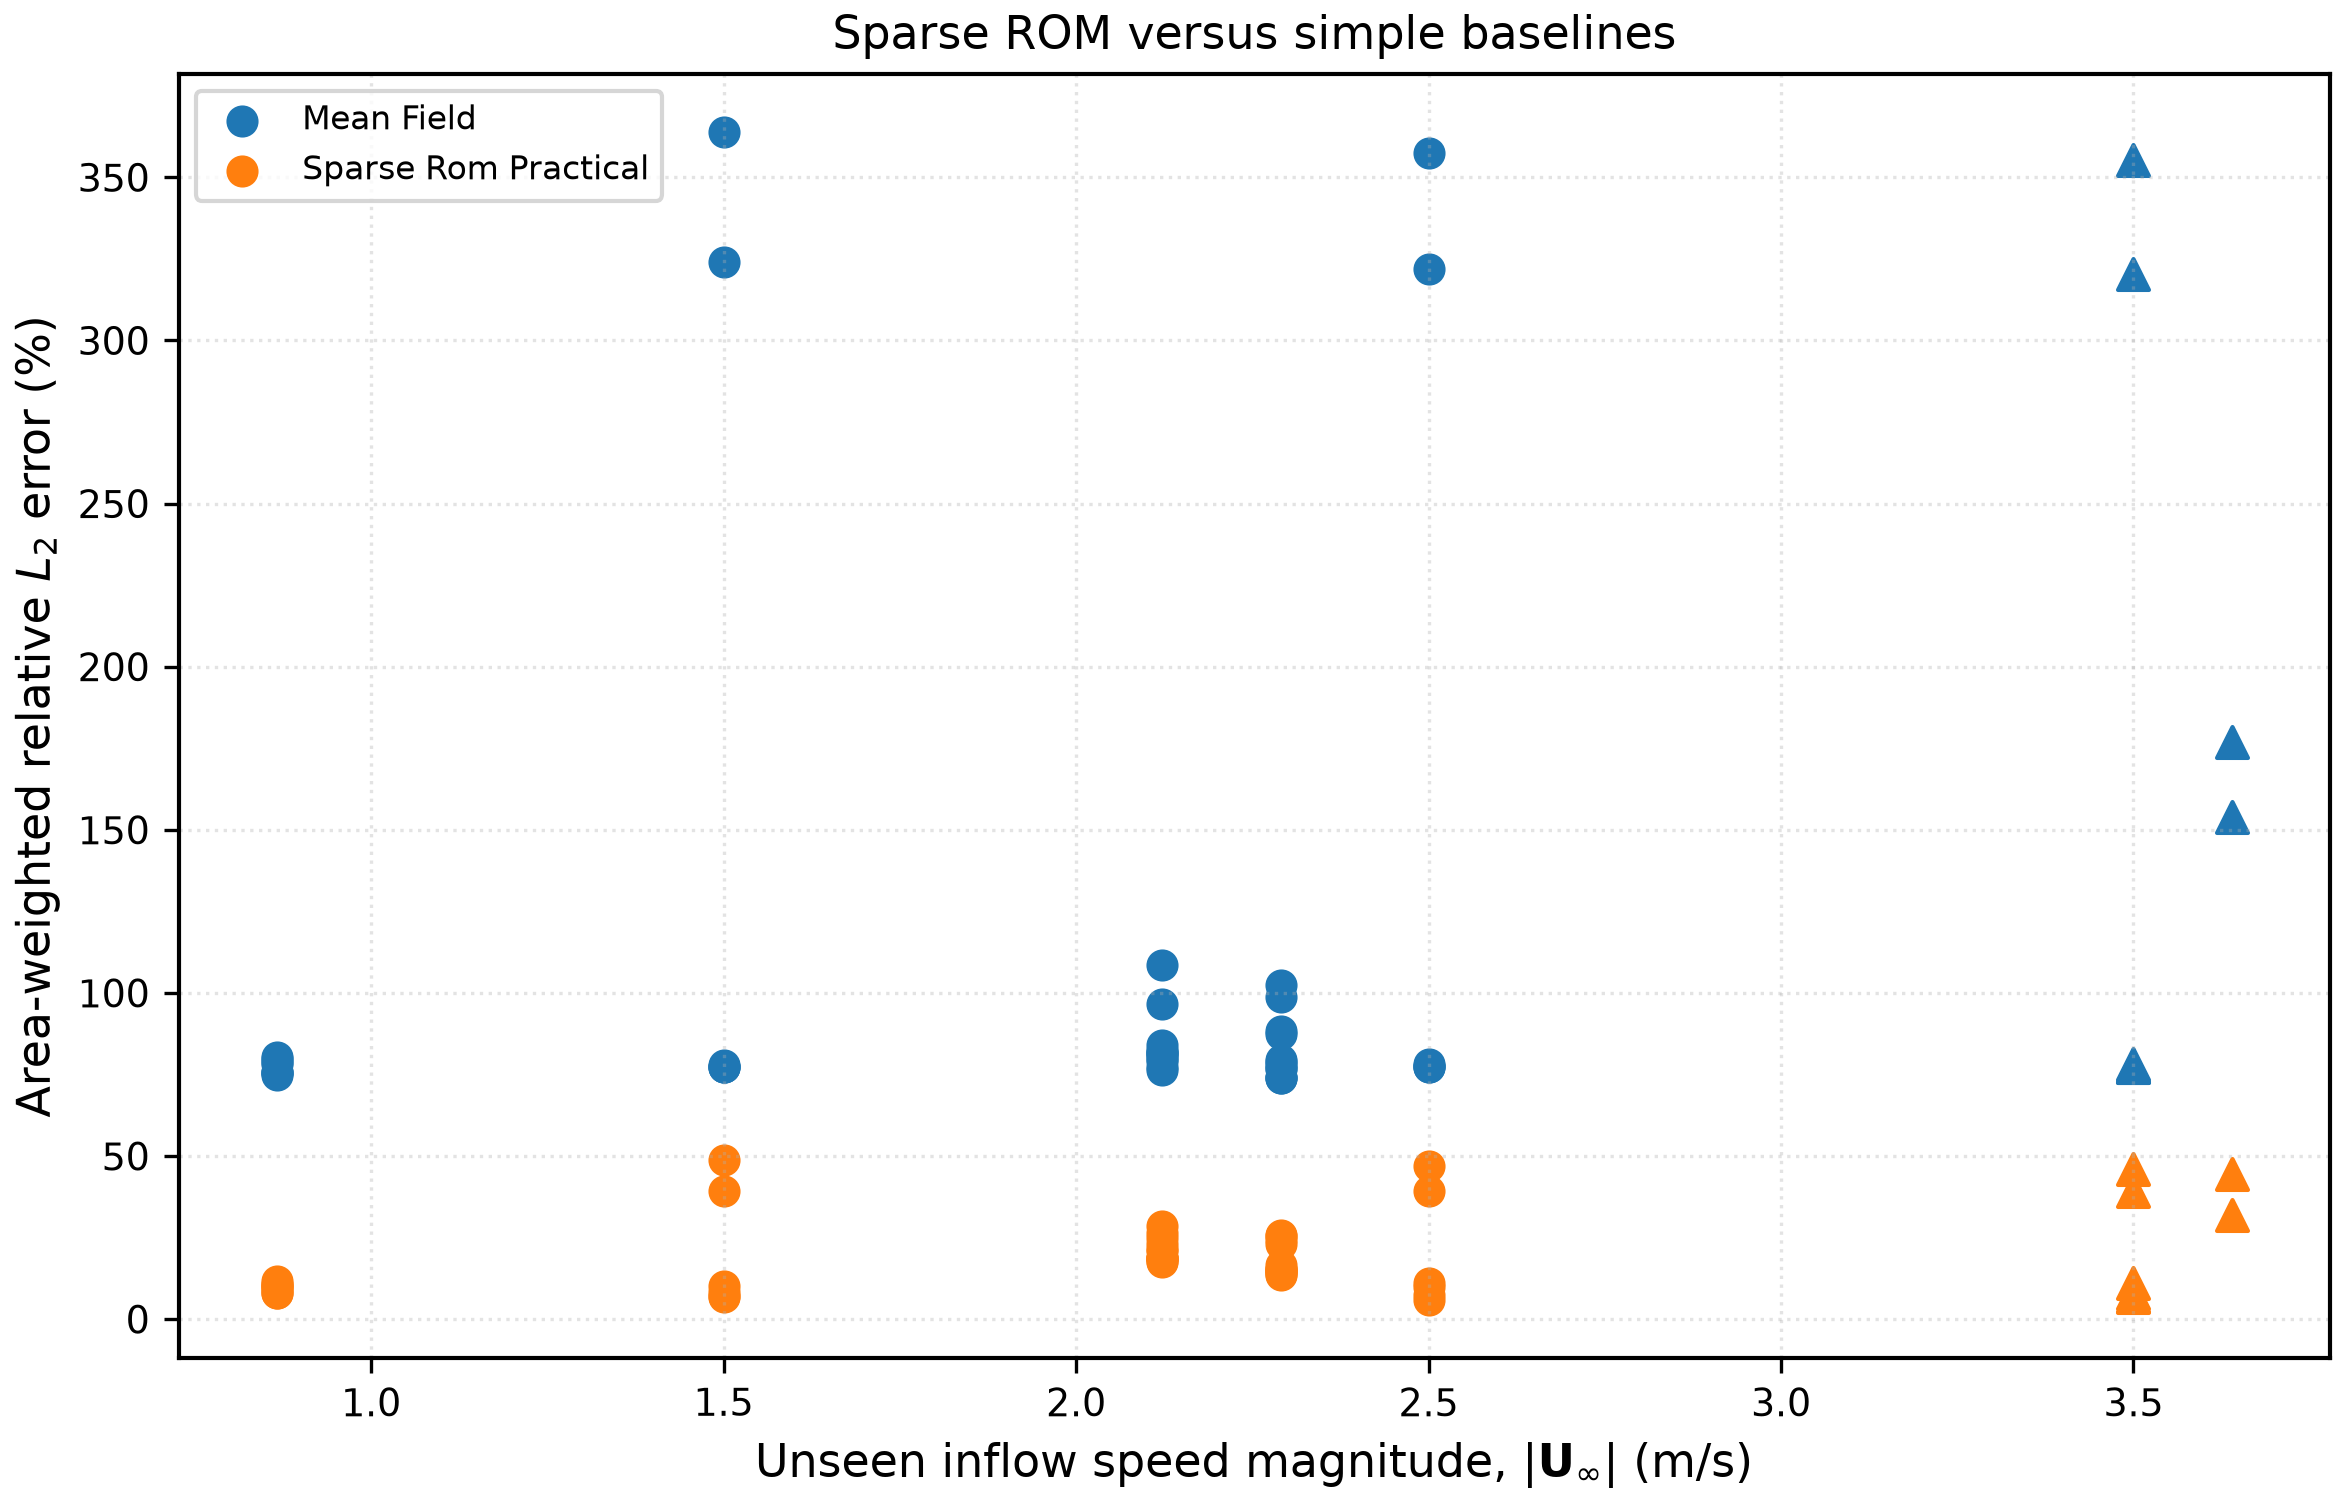 Sparse ROM versus simple baselines
Mean Field
Sparse Rom Practical
Area-weighted relative L₂ error (%)
350
300
250
200
150
100
50
0
1.0 1.5 2.0 2.5 3.0 3.5
Unseen inflow speed magnitude, |U∞| (m/s)